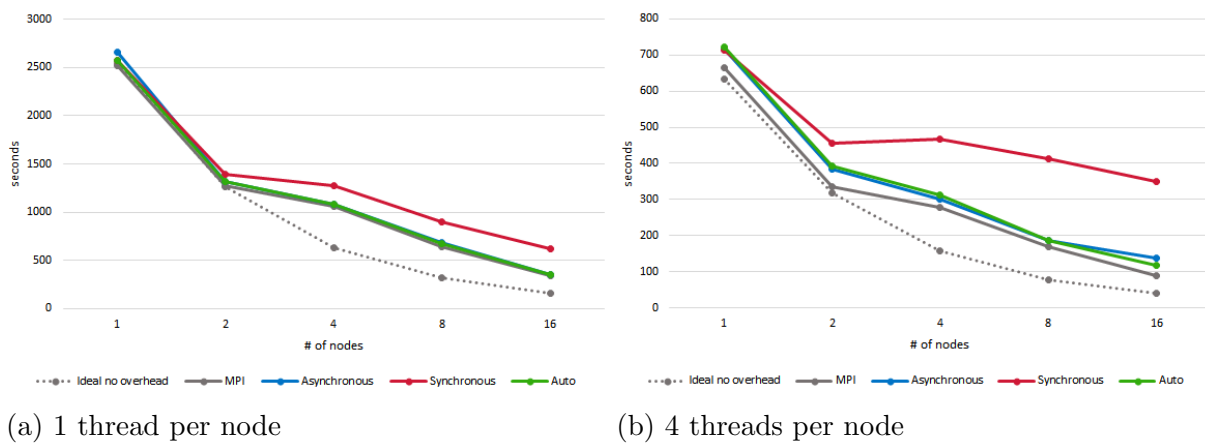 3000
2500
2000
1500
1000
500
0
seconds
1 2 4 8 16
# of nodes
Ideal no overhead MPI Asynchronous Synchronous Auto
(a) 1 thread per node
800
700
600
500
400
300
200
100
0
seconds
1 2 4 8 16
# of nodes
Ideal no overhead MPI Asynchronous Synchronous Auto
(b) 4 threads per node